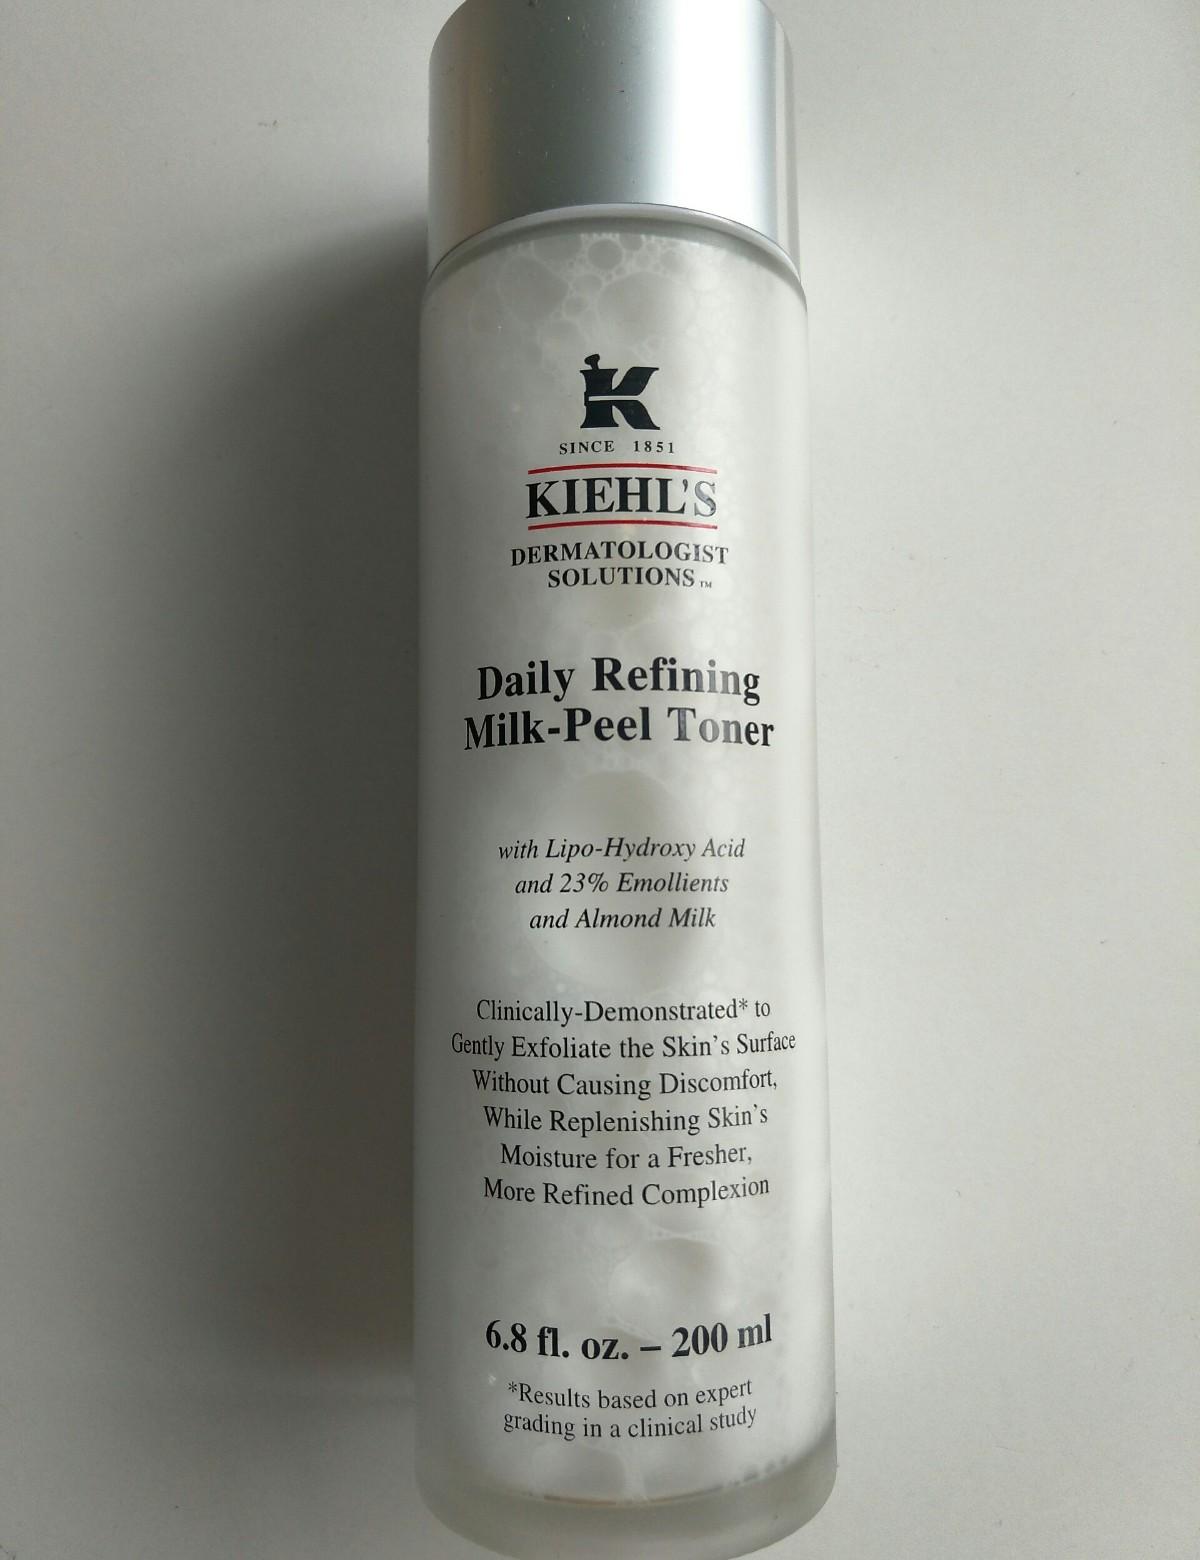 K
SINCE 1851
KIEHL'S
DERMATOLOGIST
SOLUTIONS™
Daily Refining
Milk-Peel Toner
with Lipo-Hydroxy Acid
and 23% Emollients
and Almond Milk
Clinically-Demonstrated* to
Gently Exfoliate the Skin's Surface
Without Causing Discomfort,
While Replenishing Skin's
Moisture for a Fresher,
More Refined Complexion
6.8 fl. oz. – 200 ml
*Results based on expert
grading in a clinical study